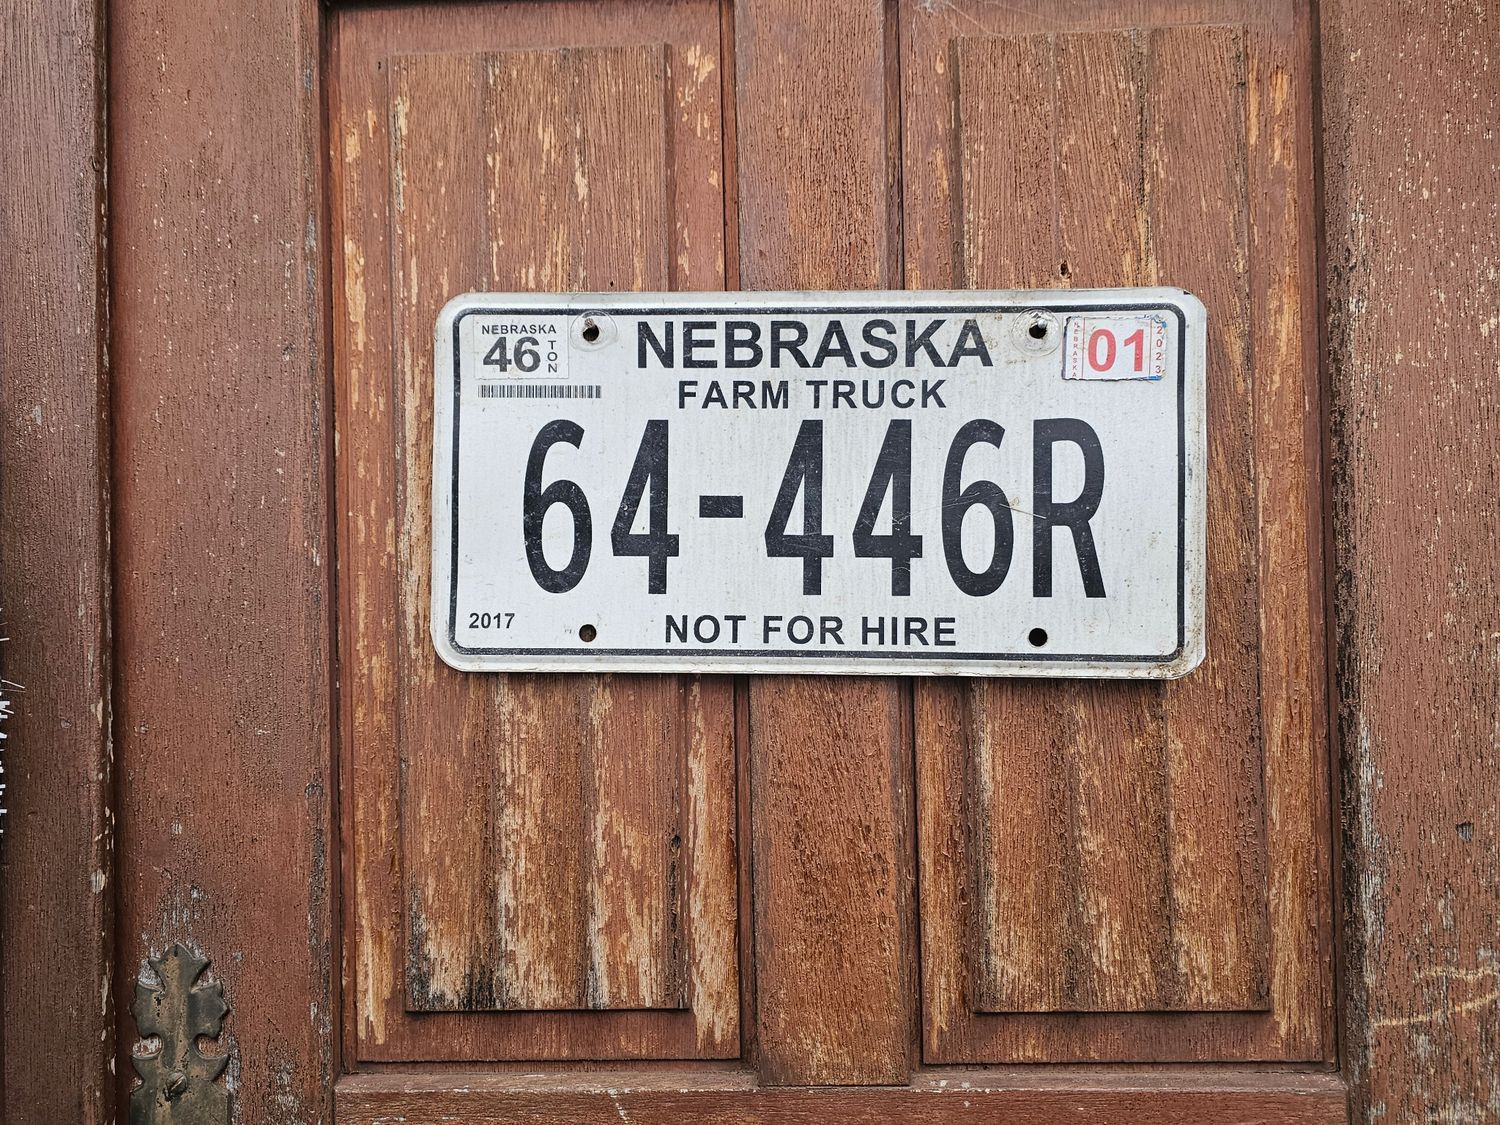 NEBRASKA
46 TON
NEBRASKA
NEBRASKA
01
2023
FARM TRUCK
64-446R
2017
NOT FOR HIRE